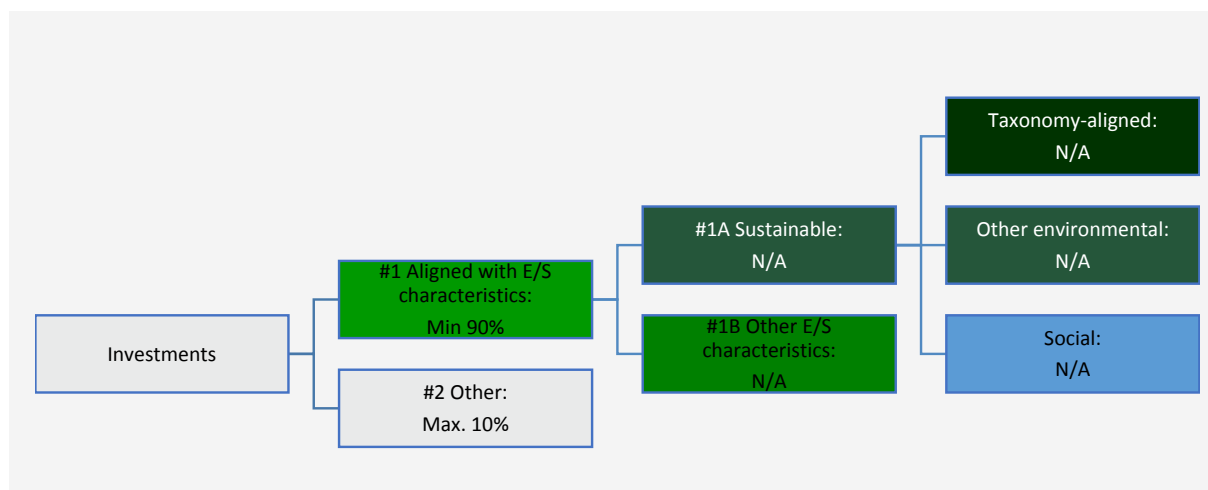 Investments
#1 Aligned with E/S
characteristics:
Min 90%
#2 Other:
Max. 10%
#1A Sustainable:
N/A
#1B Other E/S
characteristics:
N/A
Taxonomy-aligned:
N/A
Other environmental:
N/A
Social:
N/A